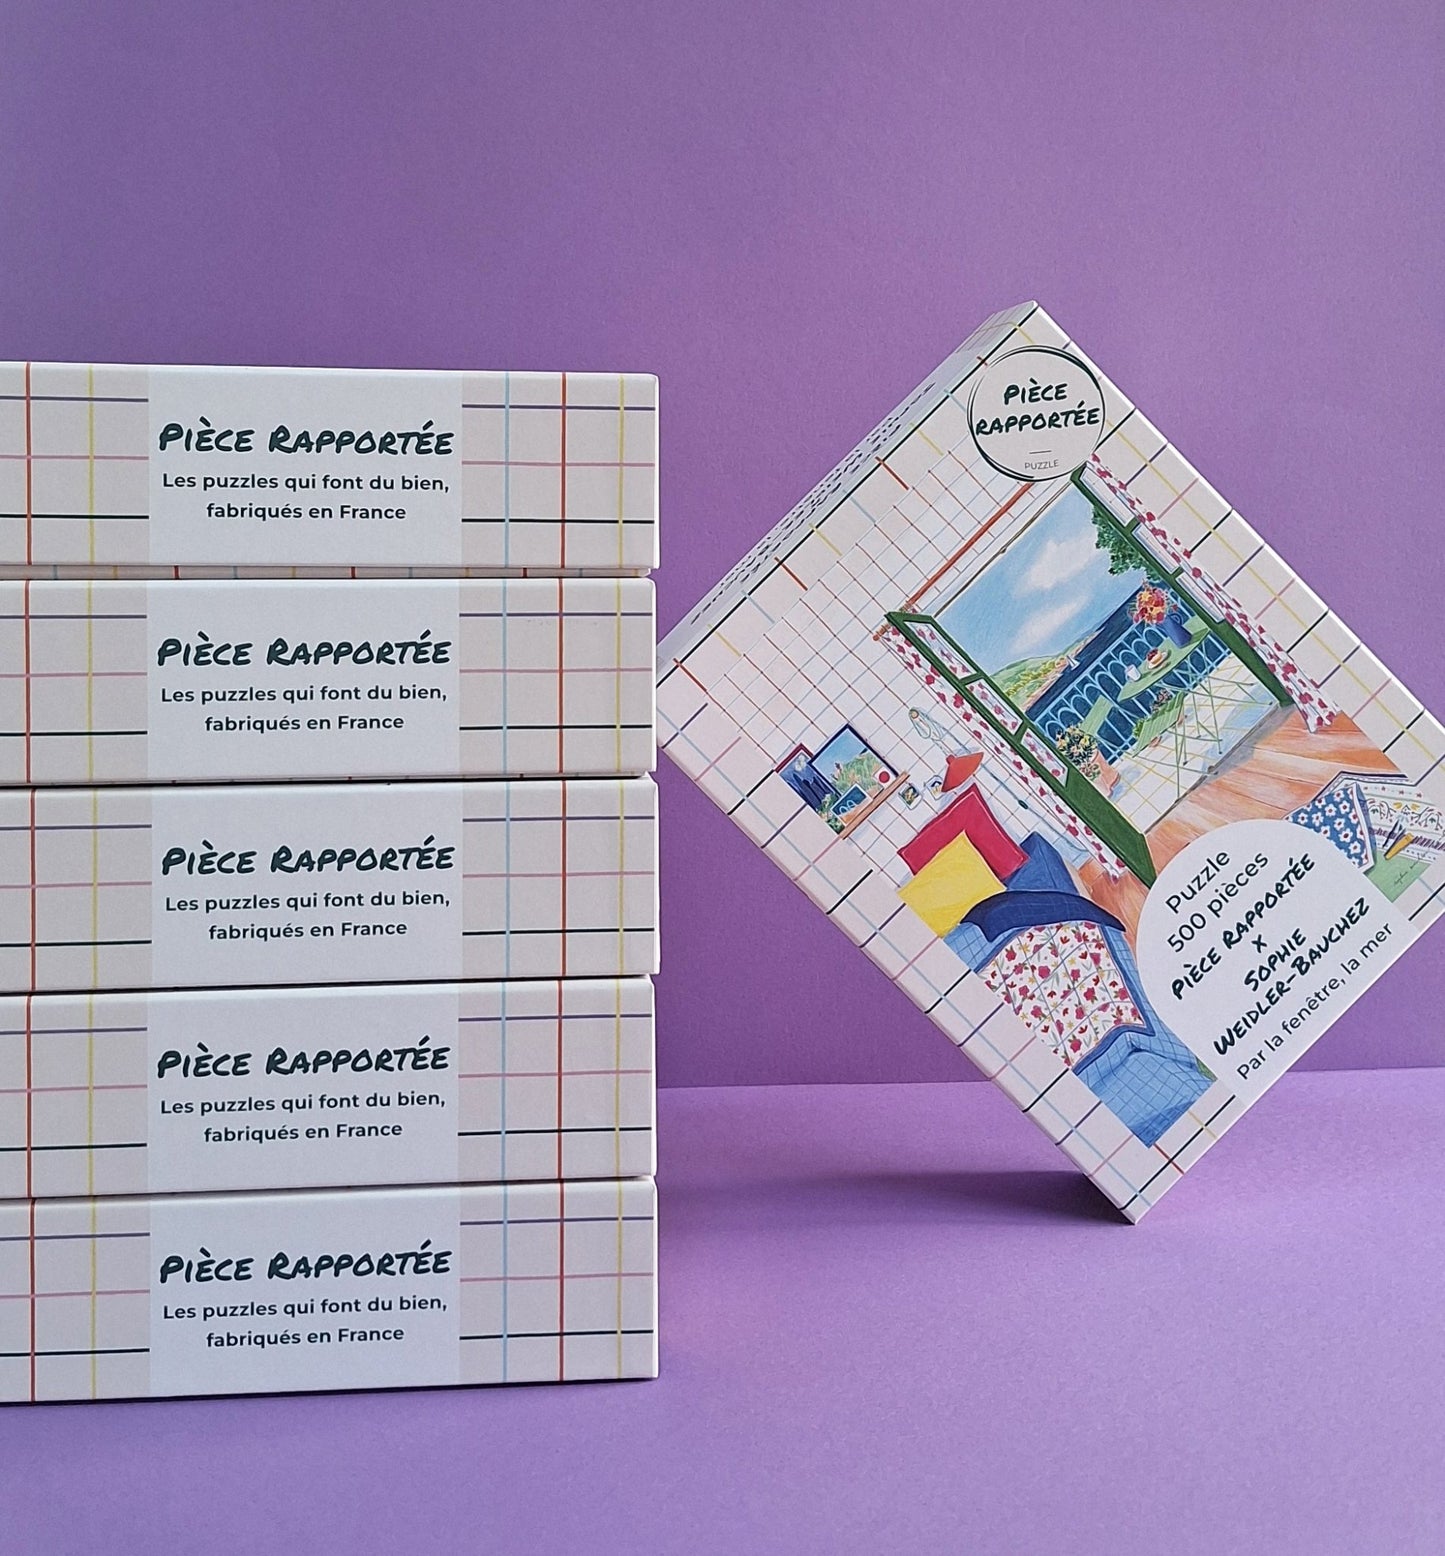 PIÈCE RAPPORTÉE
Les puzzles qui font du bien,
fabriqués en France
PIÈCE RAPPORTÉE
Les puzzles qui font du bien,
fabriqués en France
PIÈCE RAPPORTÉE
Les puzzles qui font du bien,
fabriqués en France
PIÈCE RAPPORTÉE
Les puzzles qui font du bien,
fabriqués en France
PIÈCE RAPPORTÉE
Les puzzles qui font du bien,
fabriqués en France
PIÈCE
RAPPORTÉE
PUZZLE
Puzzle
500 pièces
PIÈCE RAPPORTÉE
x
SOPHIE
WEIDLER-BAUCHEZ
Par la fenêtre, la mer